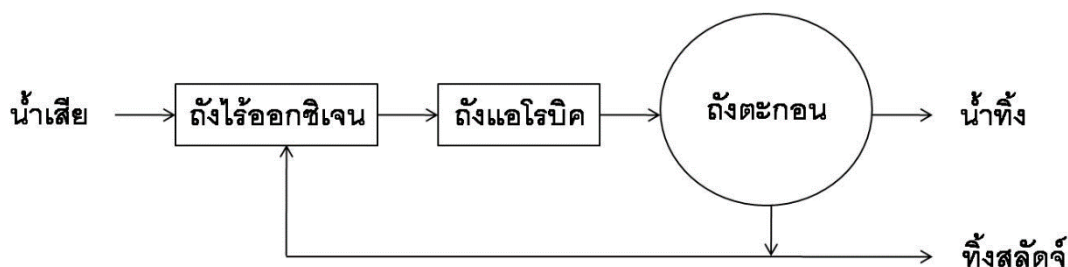 น้ำเสีย
ถังไร้ออกซิเจน
ถังแอโรบิค
ถังตะกอน
น้ำทิ้ง
ทิ้งสลัดจ์